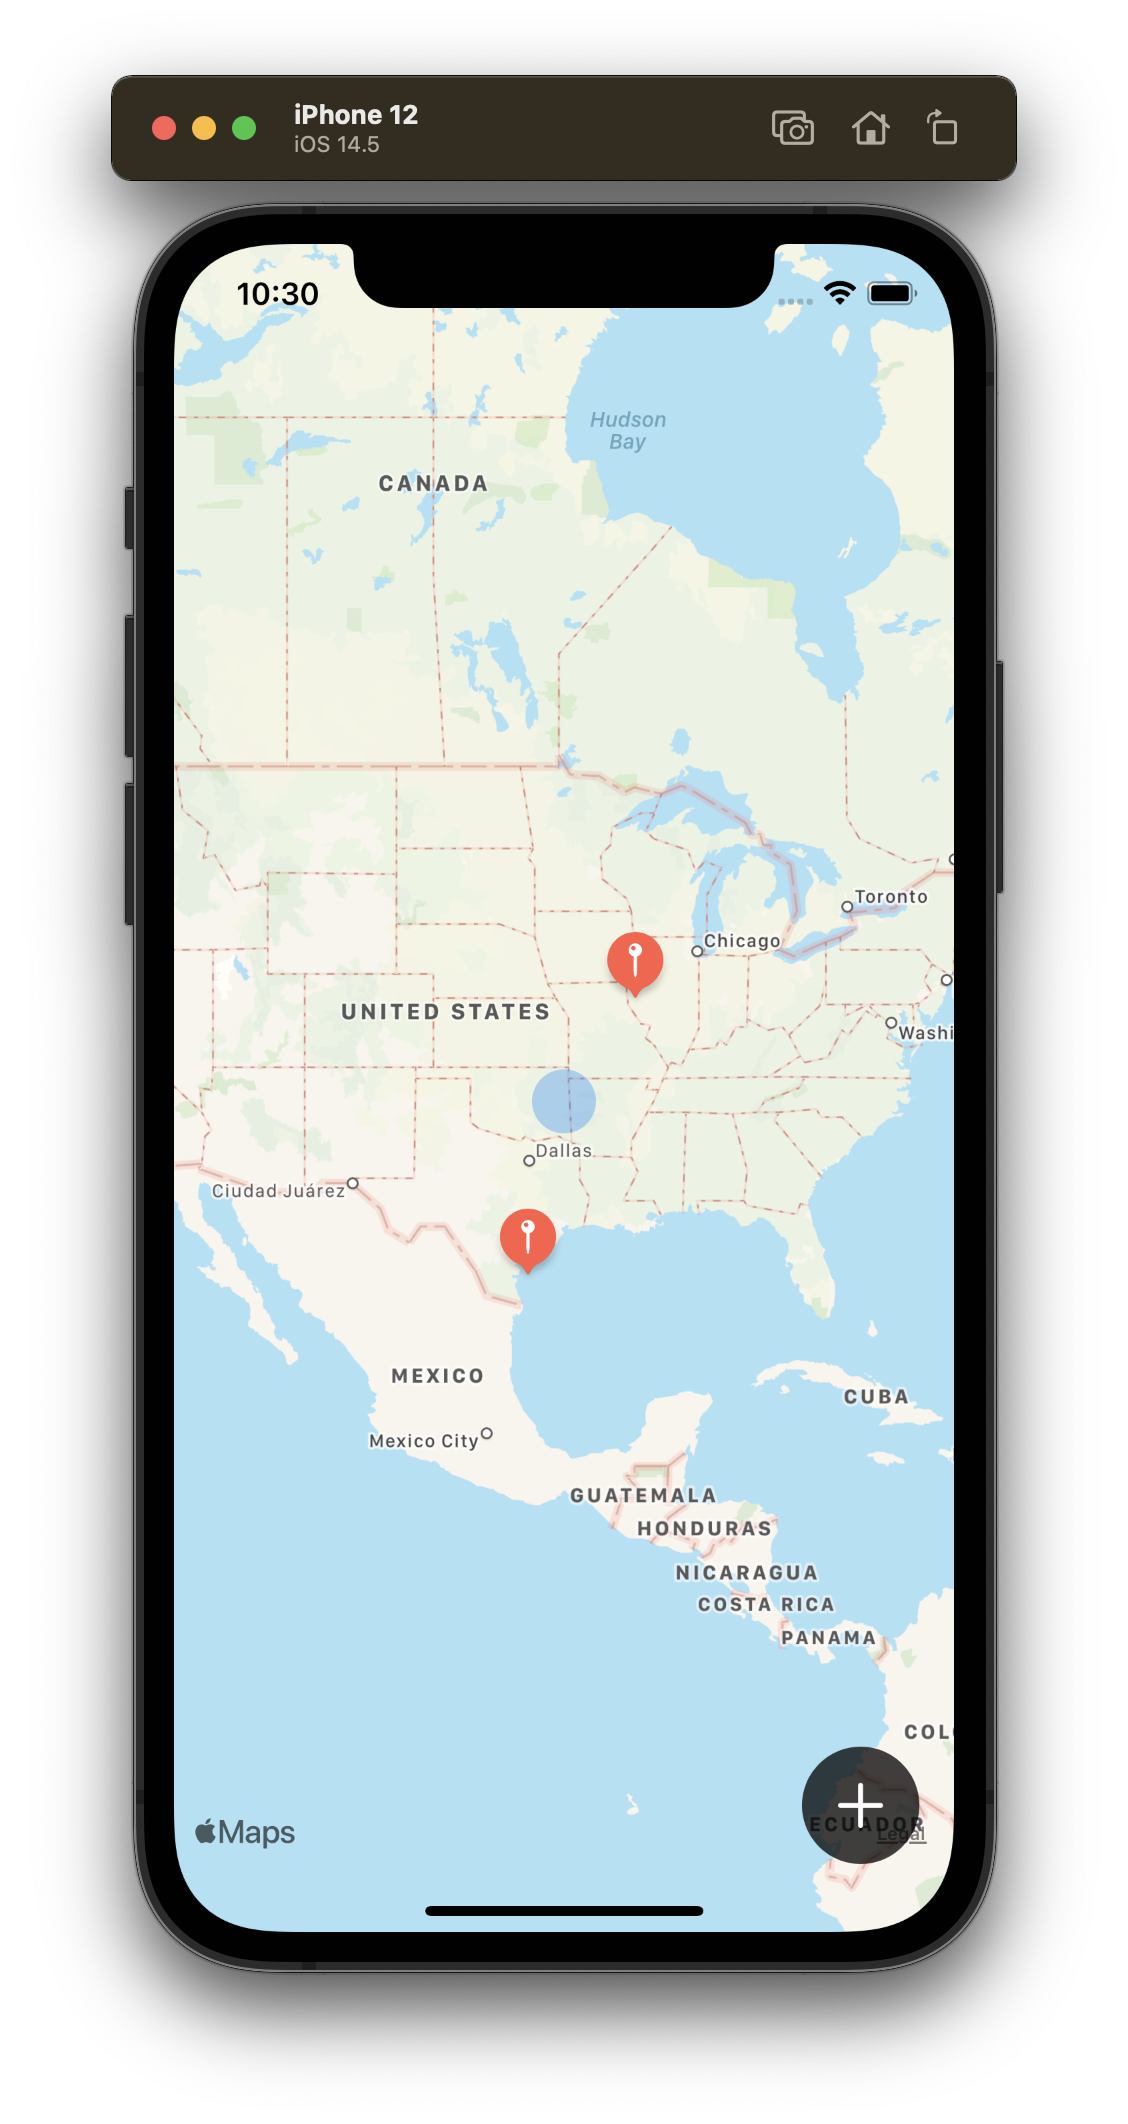 iPhone 12
iOS 14.5
10:30
Hudson
Bay
CANADA
Toronto
Chicago
UNITED STATES
Washi
Dallas
Ciudad Juárez
MEXICO
CUBA
Mexico City
GUATEMALA
HONDURAS
NICARAGUA
COSTA RICA
PANAMA
COLO
ECUADOR
Maps
Legal